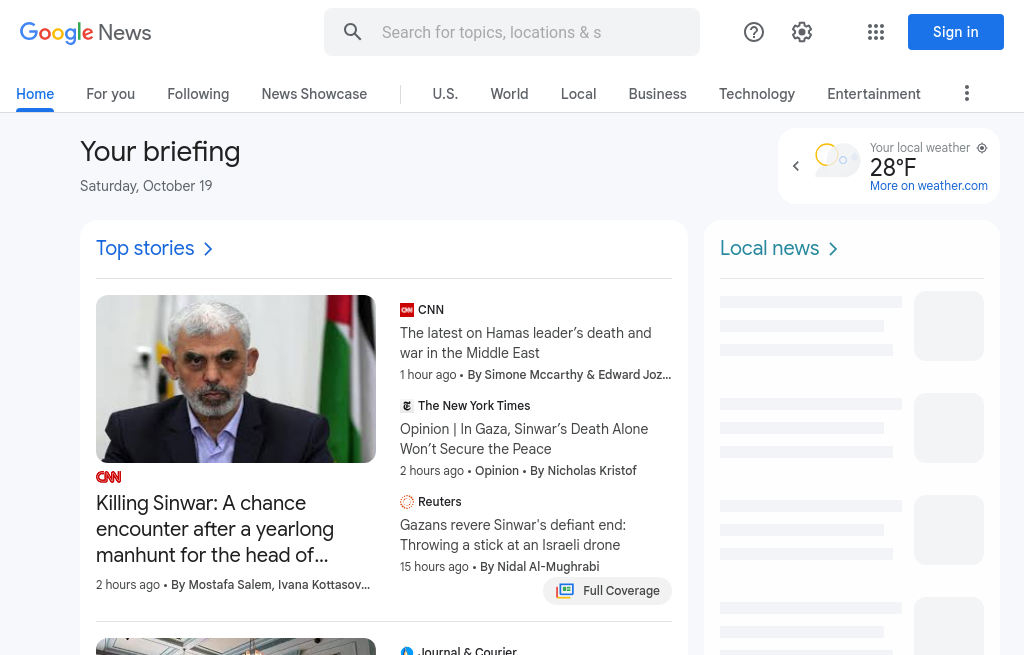 Google News
Search for topics, locations & s
Sign in
Home
For you
Following
News Showcase
U.S.
World
Local
Business
Technology
Entertainment
Your briefing
Saturday, October 19
Your local weather
28°F
More on weather.com
Top stories
CNN
Killing Sinwar: A chance
encounter after a yearlong
manhunt for the head of…
2 hours ago • By Mostafa Salem, Ivana Kottasov…
CNN
The latest on Hamas leader’s death and
war in the Middle East
1 hour ago • By Simone Mccarthy & Edward Joz…
The New York Times
Opinion | In Gaza, Sinwar’s Death Alone
Won’t Secure the Peace
2 hours ago • Opinion • By Nicholas Kristof
Reuters
Gazans revere Sinwar's defiant end:
Throwing a stick at an Israeli drone
15 hours ago • By Nidal Al-Mughrabi
Full Coverage
Journal & Courier
Local news